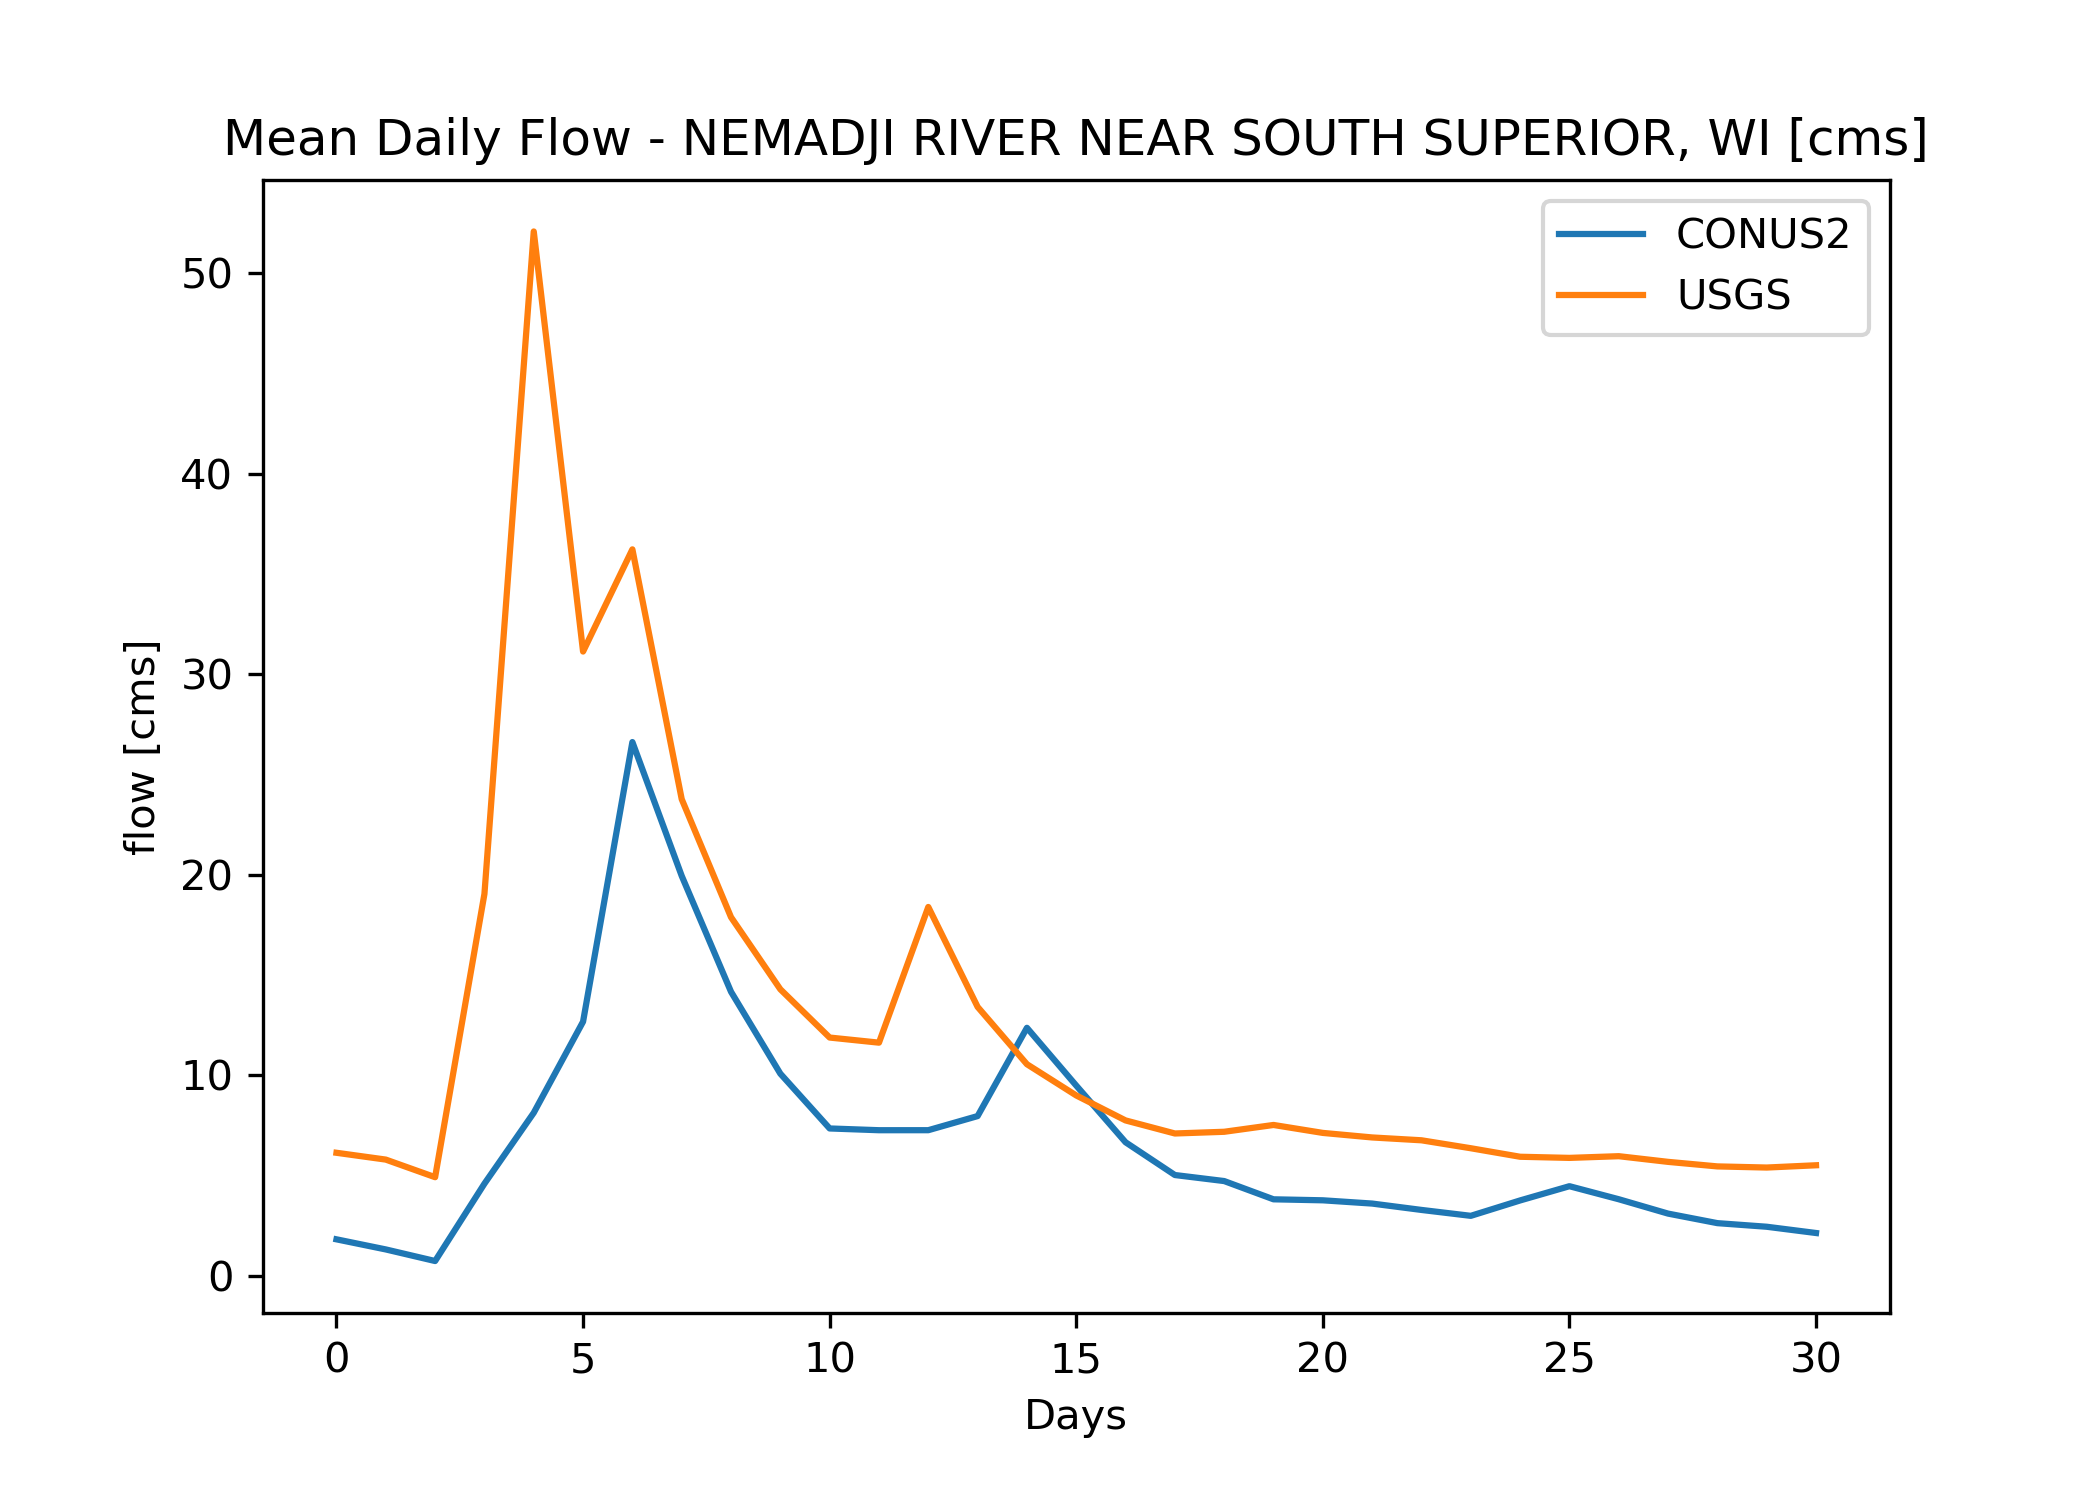 Mean Daily Flow - NEMADJI RIVER NEAR SOUTH SUPERIOR, WI [cms]
CONUS2
USGS
50
40
30
20
10
0
flow [cms]
0 5 10 15 20 25 30
Days